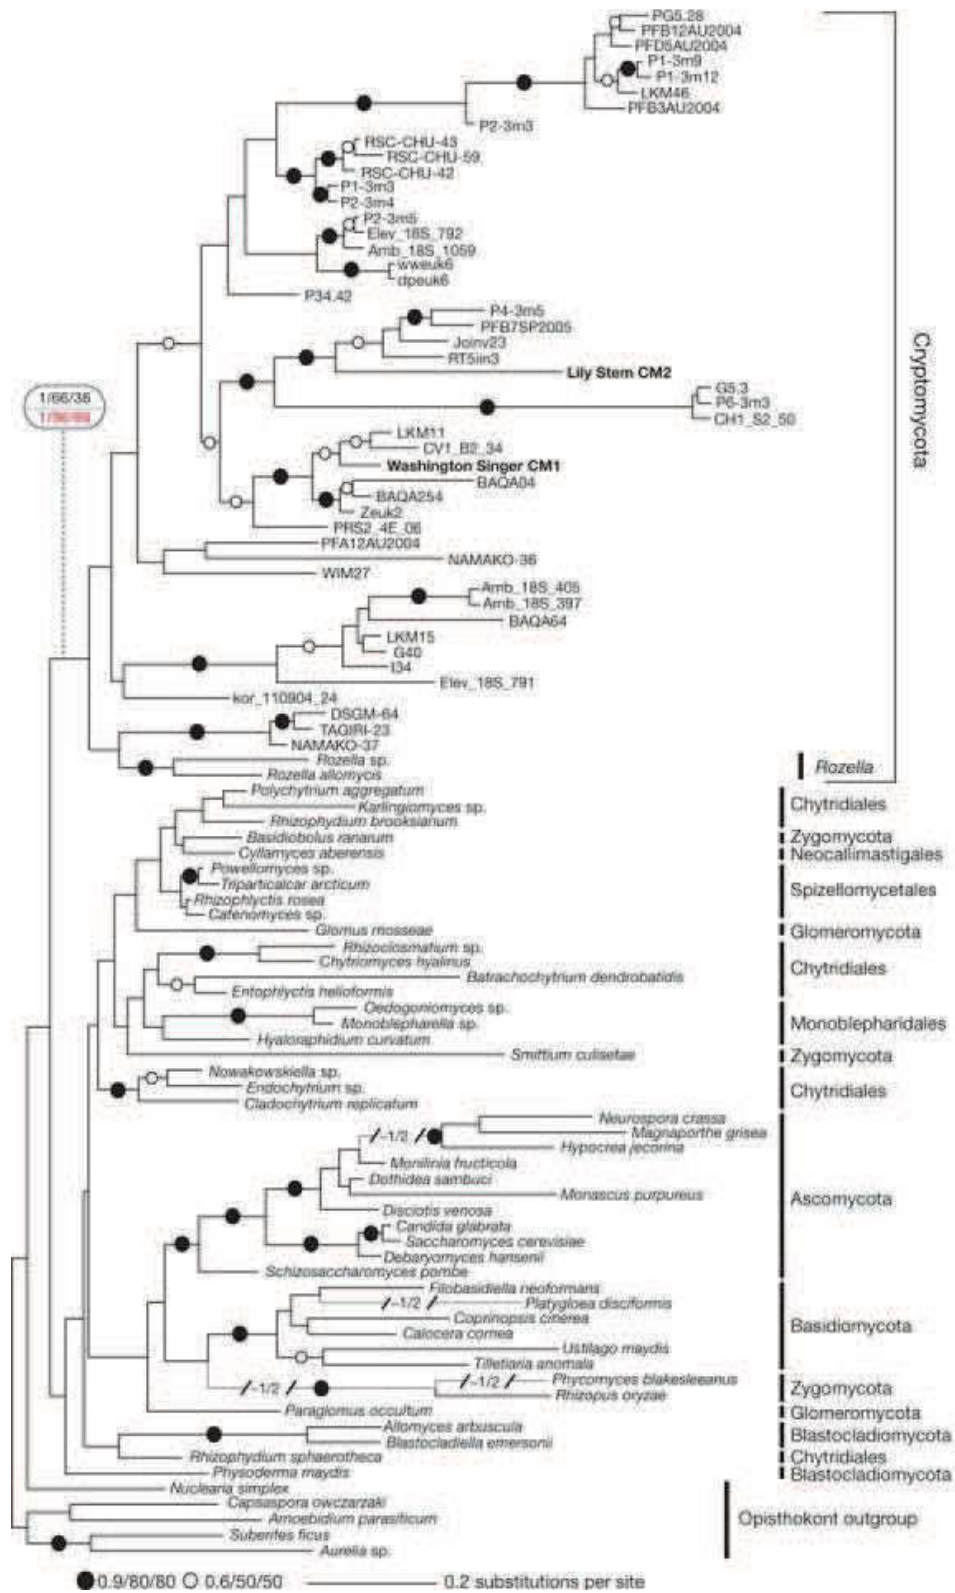 PG5.28
PFB12AU2004
PFD5AU2004
P1-3m9
P1-3m12
LKM46
PFB3AU2004
P2-3m3
RSC-CHU-43
RSC-CHU-59
RSC-CHU-42
P1-3m3
P2-3m4
P2-3m5
Elev_18S_792
Amb_18S_1059
wweuk6
dpeuk6
P34.42
P4-3m5
PFB7SP2005
Joinv23
RT5iin3
Lily Stem CM2
G5.3
P6-3m3
CH1_S2_50
Cryptomycota
1/66/36
LKM11
CV1_B2_34
Washington Singer CM1
BAQA04
BAQA254
Zeuk2
PRS2_4E_06
PFA12AU2004
NAMAKO-36
WIM27
Amb_18S_405
Amb_18S_397
BAQA64
LKM15
G40
I34
Elev_18S_791
kor_110904_24
DSGM-64
TAGIRI-23
NAMAKO-37
Rozella sp.
Rozella
Rozella allomycis
Polychytrium aggregatum
Karlingiomyces sp.
Chytridiales
Rhizophydium brooksianum
Basidiobolus ranarum
Zygomycota
Cyllamyces aberensis
Neocallimastigales
Powellomyces sp.
Triparticalcar arcticum
Spizellomycetales
Rhizophlyctis rosea
Catenomyces sp.
Glomus mosseae
Glomeromycota
Rhizoclosmatium sp.
Chytriomyces hyalinus
Chytridiales
Batrachochytrium dendrobatidis
Entophlyctis helioformis
Oedogoniomyces sp.
Monoblepharella sp.
Monoblepharidales
Hyaloraphidium curvatum
Smittium culisetae
Zygomycota
Nowakowskiella sp.
Endochytrium sp.
Chytridiales
Cladochytrium replicatum
Neurospora crassa
~1/2
Magnaporthe grisea
Hypocrea jecorina
Monilinia fructicola
Dothidea sambuci
Monascus purpureus
Ascomycota
Disciotis venosa
Candida glabrata
Saccharomyces cerevisiae
Debaryomyces hansenii
Schizosaccharomyces pombe
Filobasidiella neoformans
~1/2
Platygloea disciformis
Coprinopsis cinerea
Basidiomycota
Calocera cornea
Ustilago maydis
Tilletiaria anomala
~1/2
~1/2
Phycomyces blakesleeanus
Zygomycota
Rhizopus oryzae
Paraglomus occultum
Glomeromycota
Allomyces arbuscula
Blastocladiomycota
Blastocladiella emersonii
Rhizophydium sphaerotheca
Chytridiales
Physoderma maydis
Blastocladiomycota
Nuclearia simplex
Capsaspora owczarzaki
Amoebidium parasiticum
Opisthokont outgroup
Suberites ficus
Aurelia sp.
0.9/80/80
0.6/50/50
0.2 substitutions per site